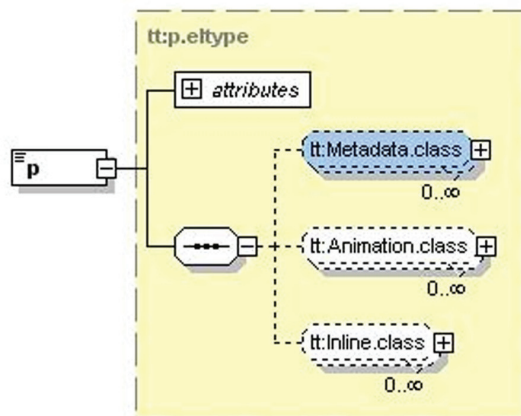 tt:p.eltype
attributes
p
tt:Metadata.class
0..∞
tt:Animation.class
0..∞
tt:Inline.class
0..∞